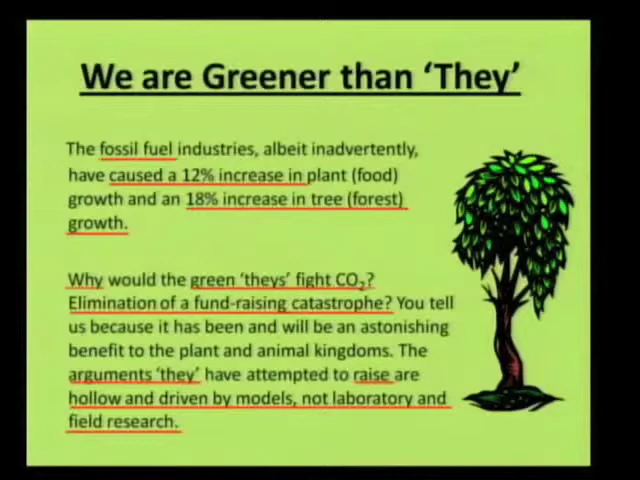 We are Greener than ‘They’
The fossil fuel industries, albeit inadvertently,
have caused a 12% increase in plant (food)
growth and an 18% increase in tree (forest)
growth.
Why would the green ‘theys’ fight CO₂?
Elimination of a fund-raising catastrophe? You tell
us because it has been and will be an astonishing
benefit to the plant and animal kingdoms. The
arguments ‘they’ have attempted to raise are
hollow and driven by models, not laboratory and
field research.